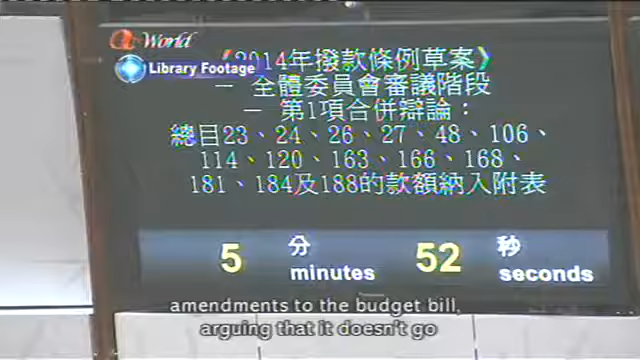 a World
Library Footage
《2014年撥款條例草案》
— 全體委員會審議階段
— 第1項合併辯論：
總目23、24、26、27、48、106、
114、120、163、166、168、
181、184及188的款額納入附表
5 分 minutes 52 秒 seconds
amendments to the budget bill,
arguing that it doesn't go